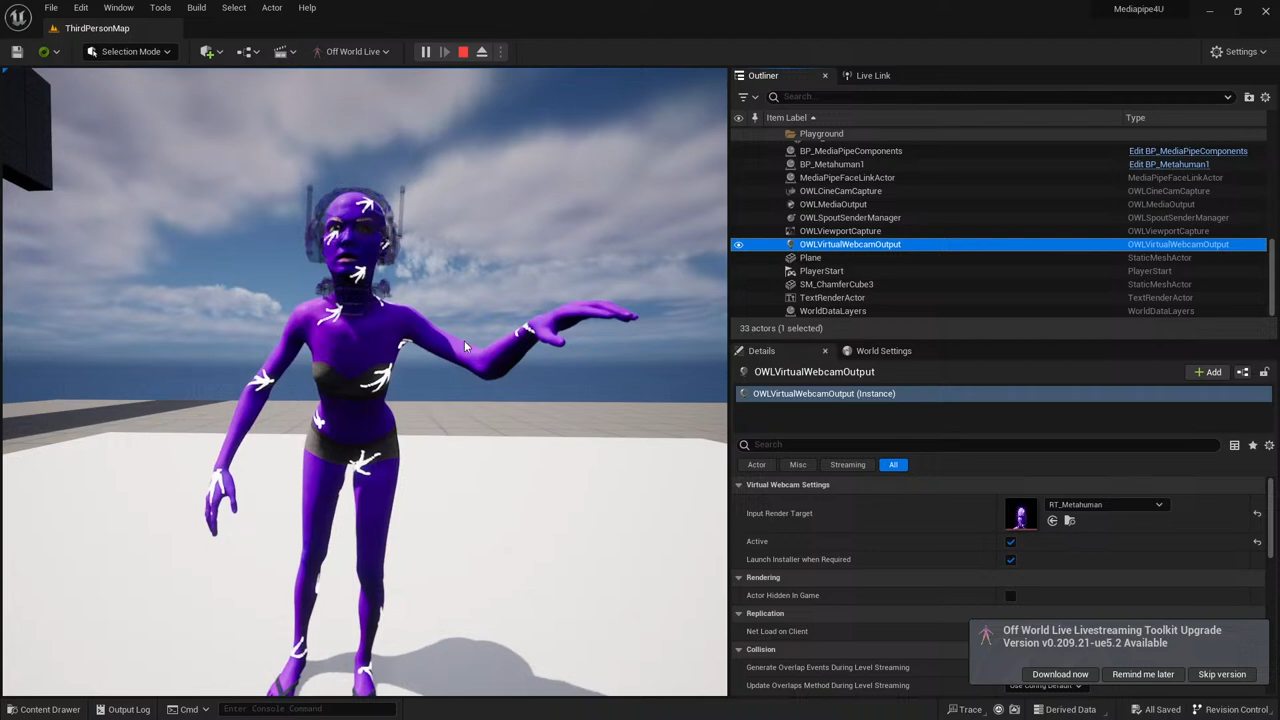 File Edit Window Tools Build Select Actor Help
Mediapipe4U
ThirdPersonMap
Selection Mode
Off World Live
Settings
Outliner
Live Link
Search...
Item Label
Type
Playground
BP_MediaPipeComponents Edit BP_MediaPipeComponents
BP_Metahuman1 Edit BP_Metahuman1
MediaPipeFaceLinkActor MediaPipeFaceLinkActor
OWLCineCamCapture OWLCineCamCapture
OWLMediaOutput OWLMediaOutput
OWLSpoutSenderManager OWLSpoutSenderManager
OWLViewportCapture OWLViewportCapture
OWLVirtualWebcamOutput OWLVirtualWebcamOutput
Plane StaticMeshActor
PlayerStart PlayerStart
SM_ChamferCube3 StaticMeshActor
TextRenderActor TextRenderActor
WorldDataLayers WorldDataLayers
33 actors (1 selected)
Details
World Settings
OWLVirtualWebcamOutput
Add
OWLVirtualWebcamOutput (Instance)
Search
Actor Misc Streaming All
Virtual Webcam Settings
Input Render Target
RT_Metahuman
Active
Launch Installer when Required
Rendering
Actor Hidden In Game
Replication
Net Load on Client
Collision
Generate Overlap Events During Level Streaming
Update Overlaps Method During Level Streaming
Use Config Default
Off World Live Livestreaming Toolkit Upgrade
Version v0.209.21-ue5.2 Available
Download now Remind me later Skip version
Content Drawer Output Log Cmd Enter Console Command
Trace Derived Data All Saved Revision Control